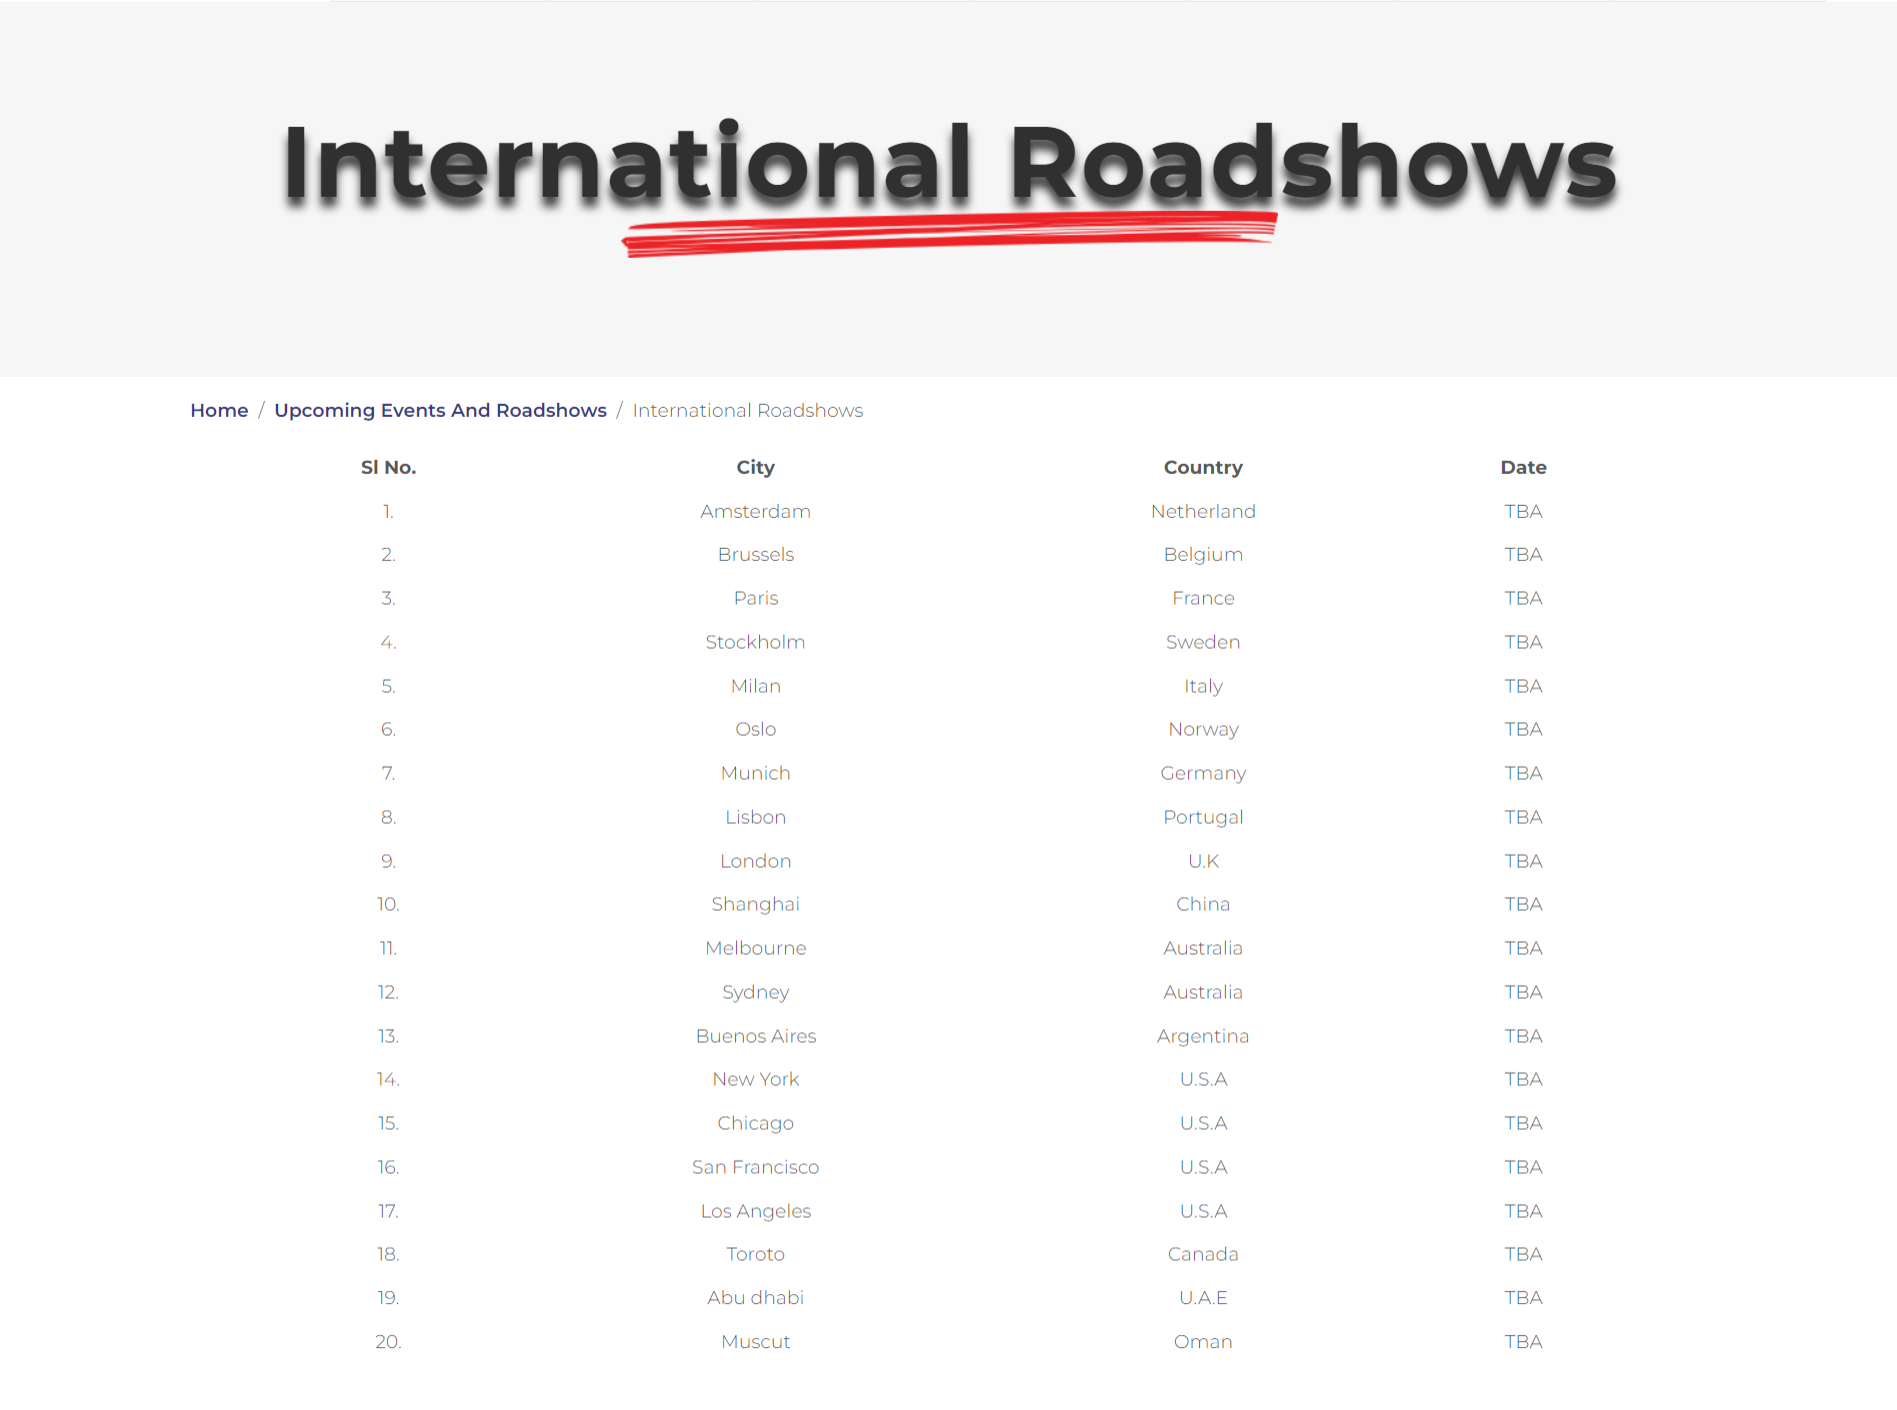 International Roadshows
Home / Upcoming Events And Roadshows / International Roadshows
Sl No. City Country Date
1. Amsterdam Netherland TBA
2. Brussels Belgium TBA
3. Paris France TBA
4. Stockholm Sweden TBA
5. Milan Italy TBA
6. Oslo Norway TBA
7. Munich Germany TBA
8. Lisbon Portugal TBA
9. London U.K TBA
10. Shanghai China TBA
11. Melbourne Australia TBA
12. Sydney Australia TBA
13. Buenos Aires Argentina TBA
14. New York U.S.A TBA
15. Chicago U.S.A TBA
16. San Francisco U.S.A TBA
17. Los Angeles U.S.A TBA
18. Toroto Canada TBA
19. Abu dhabi U.A.E TBA
20. Muscut Oman TBA